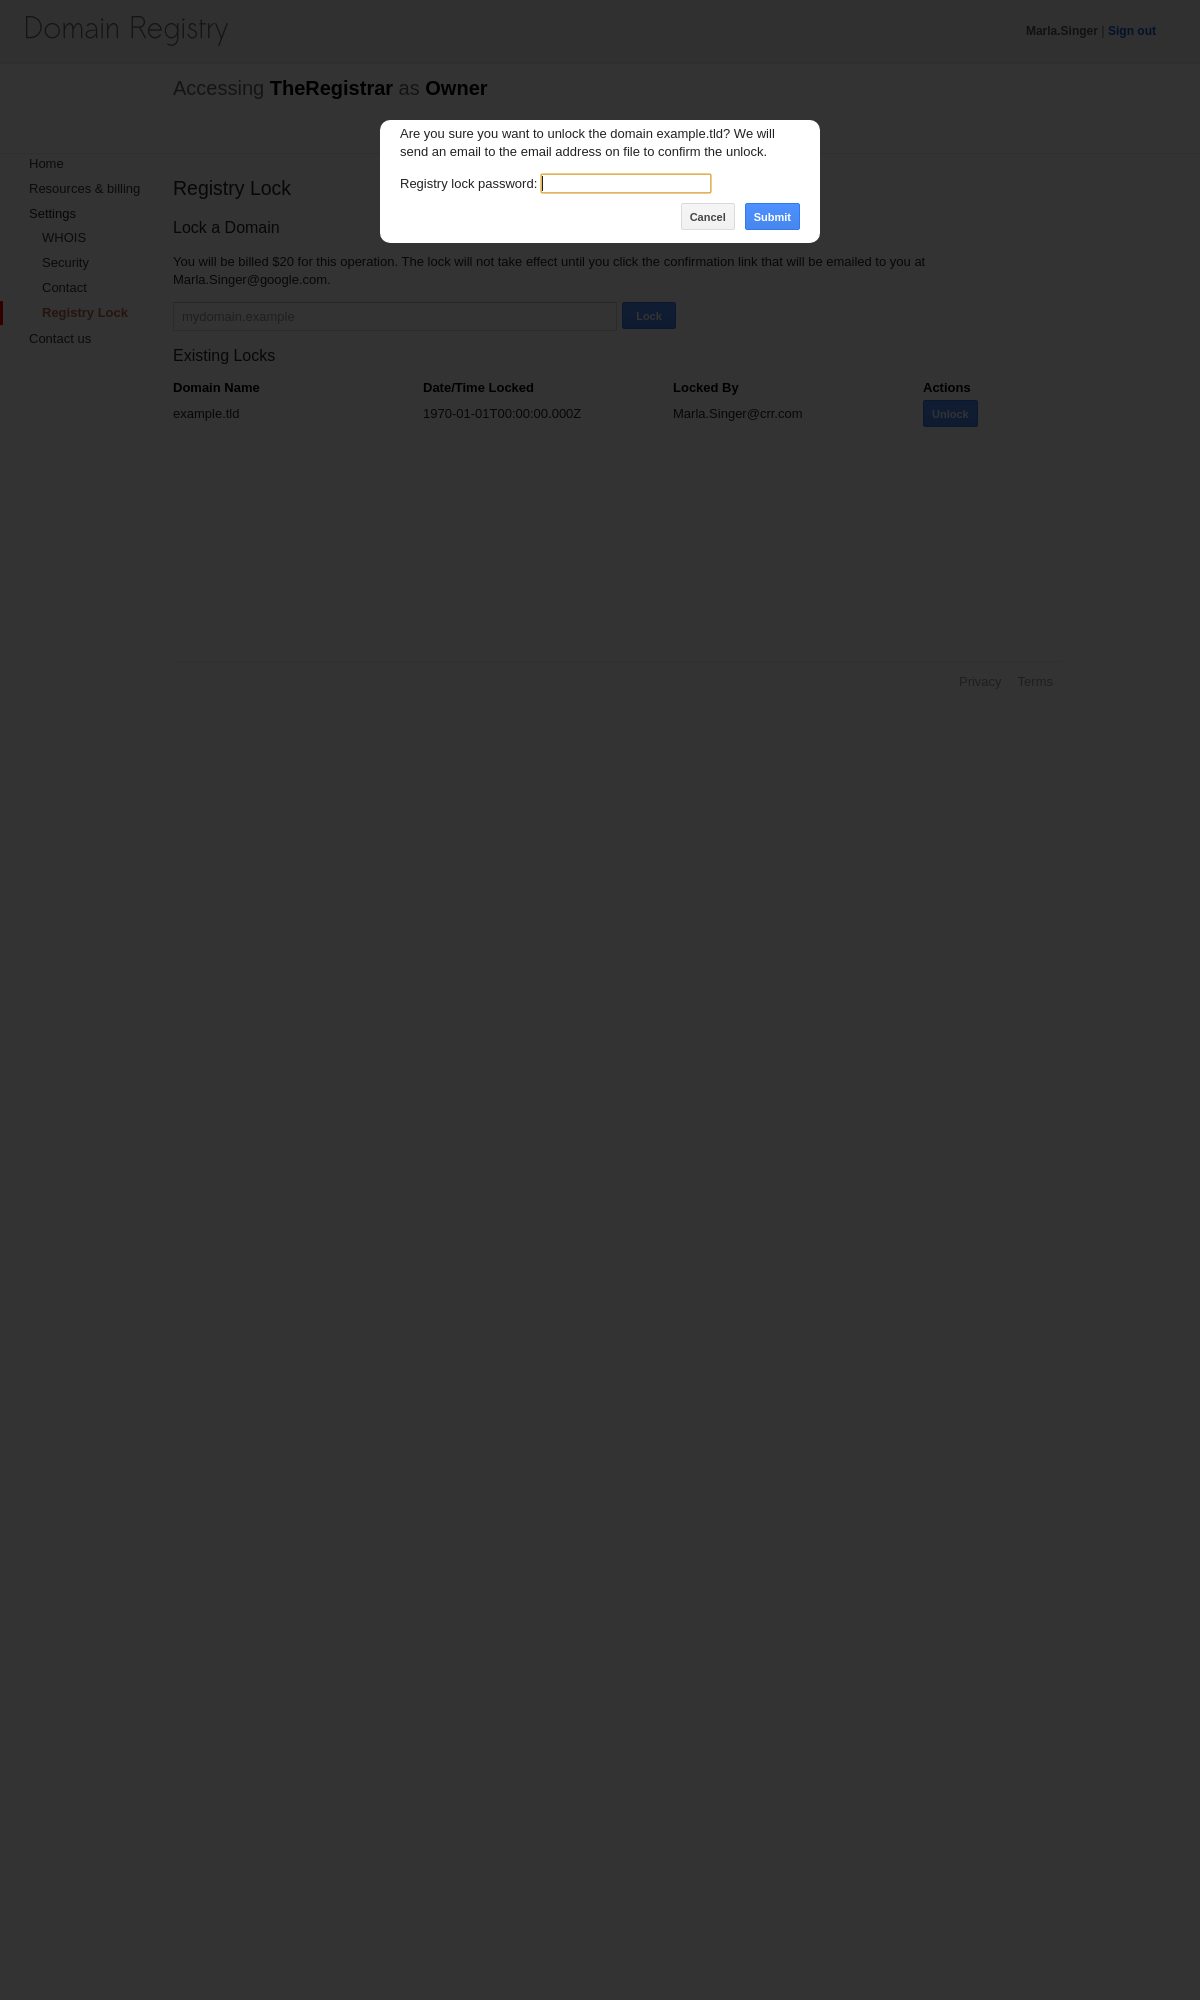 Domain Registry
Marla.Singer | Sign out
Accessing TheRegistrar as Owner
Are you sure you want to unlock the domain example.tld? We will
send an email to the email address on file to confirm the unlock.
Registry lock password:
Cancel Submit
Home
Resources & billing
Settings
WHOIS
Security
Contact
Registry Lock
Contact us
Registry Lock
Lock a Domain
You will be billed $20 for this operation. The lock will not take effect until you click the confirmation link that will be emailed to you at
Marla.Singer@google.com.
mydomain.example Lock
Existing Locks
Domain Name Date/Time Locked Locked By Actions
example.tld 1970-01-01T00:00:00.000Z Marla.Singer@crr.com Unlock
Privacy Terms